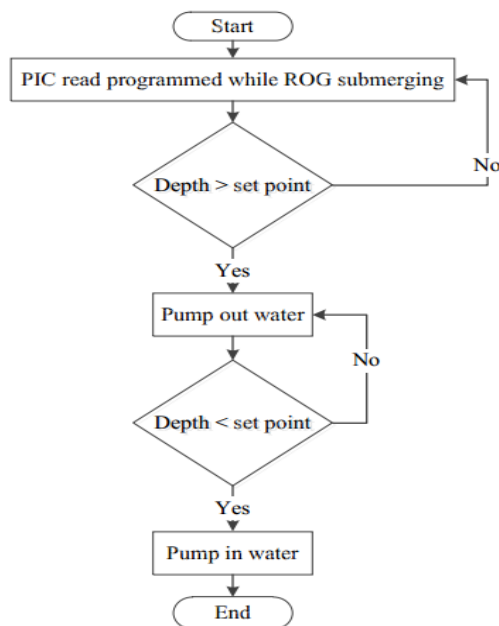 Start
PIC read programmed while ROG submerging
No
Depth > set point
Yes
Pump out water
No
Depth < set point
Yes
Pump in water
End